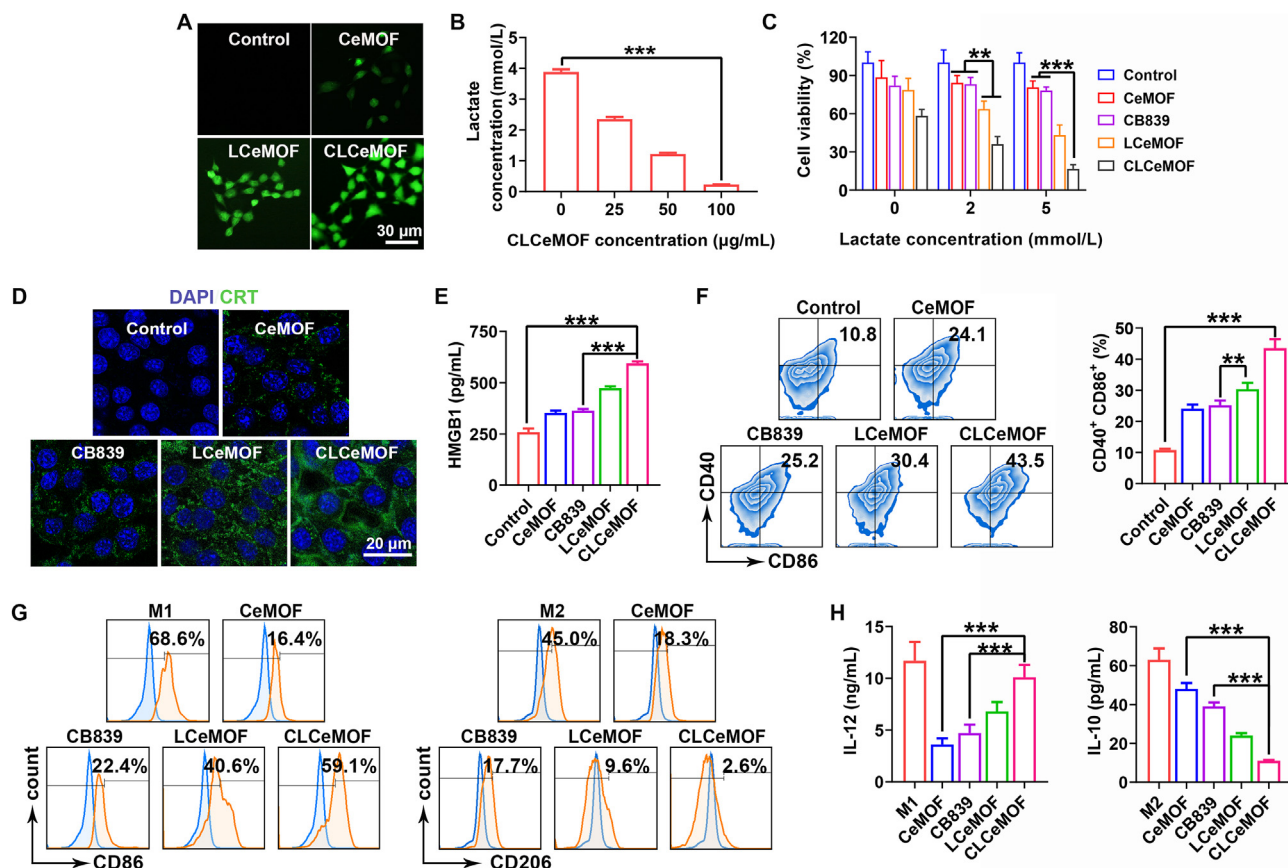 A
Control
CeMOF
LCeMOF
CLCeMOF
30 µm
B
Lactate
concentration (mmol/L)
5
4
3
2
1
0
***
0 25 50 100
CLCeMOF concentration (µg/mL)
C
Cell viability (%)
120
90
60
30
0
**
***
0 2 5
Lactate concentration (mmol/L)
Control
CeMOF
CB839
LCeMOF
CLCeMOF
D
DAPI CRT
Control
CeMOF
CB839
LCeMOF
CLCeMOF
20 µm
E
HMGB1 (pg/mL)
750
500
250
0
***
***
Control
CeMOF
CB839
LCeMOF
CLCeMOF
F
Control
10.8
CeMOF
24.1
CB839
25.2
LCeMOF
30.4
CLCeMOF
43.5
CD40
CD86
CD40+ CD86+ (%)
50
40
30
20
10
0
***
**
Control
CeMOF
CB839
LCeMOF
CLCeMOF
G
M1
68.6%
CeMOF
16.4%
CB839
22.4%
LCeMOF
40.6%
CLCeMOF
59.1%
count
CD86
M2
45.0%
CeMOF
18.3%
CB839
17.7%
LCeMOF
9.6%
CLCeMOF
2.6%
count
CD206
H
IL-12 (ng/mL)
15
10
5
0
***
***
M1
CeMOF
CB839
LCeMOF
CLCeMOF
IL-10 (pg/mL)
80
60
40
20
0
***
***
M2
CeMOF
CB839
LCeMOF
CLCeMOF